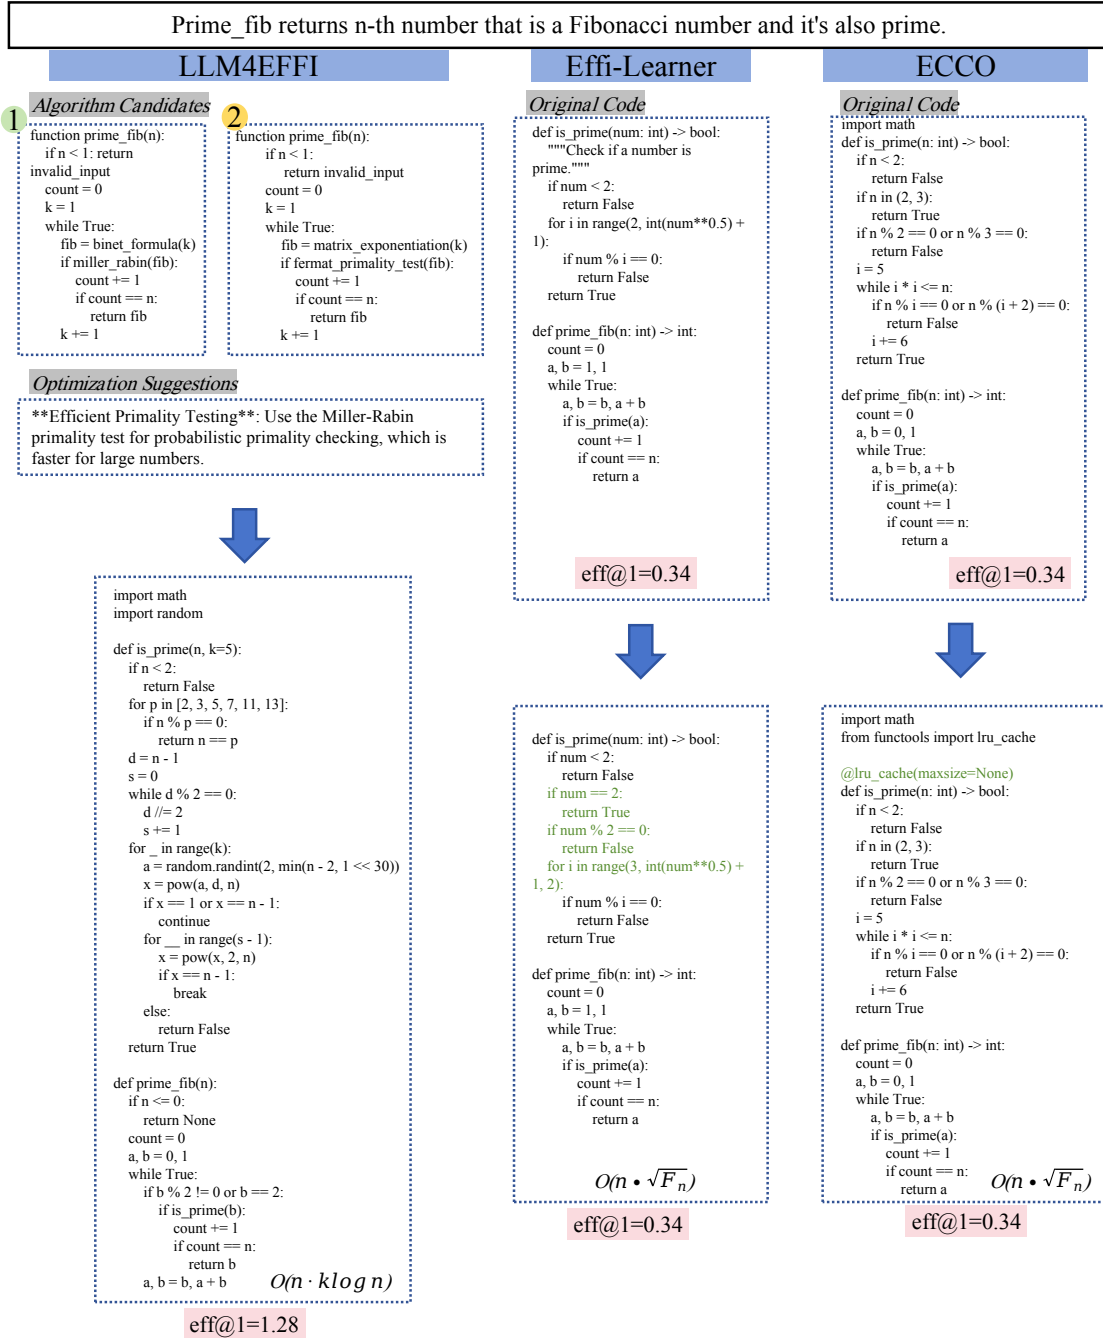 Prime_fib returns n-th number that is a Fibonacci number and it's also prime.
LLM4EFFI
Algorithm Candidates
1
function prime_fib(n):
if n < 1: return
invalid_input
count = 0
k = 1
while True:
fib = binet_formula(k)
if miller_rabin(fib):
count += 1
if count == n:
return fib
k += 1
2
function prime_fib(n):
if n < 1:
return invalid_input
count = 0
k = 1
while True:
fib = matrix_exponentiation(k)
if fermat_primality_test(fib):
count += 1
if count == n:
return fib
k += 1
Optimization Suggestions
**Efficient Primality Testing**: Use the Miller-Rabin
primality test for probabilistic primality checking, which is
faster for large numbers.
import math
import random
def is_prime(n, k=5):
if n < 2:
return False
for p in [2, 3, 5, 7, 11, 13]:
if n % p == 0:
return n == p
d = n - 1
s = 0
while d % 2 == 0:
d //= 2
s += 1
for _ in range(k):
a = random.randint(2, min(n - 2, 1 << 30))
x = pow(a, d, n)
if x == 1 or x == n - 1:
continue
for __ in range(s - 1):
x = pow(x, 2, n)
if x == n - 1:
break
else:
return False
return True
def prime_fib(n):
if n <= 0:
return None
count = 0
a, b = 0, 1
while True:
if b % 2 != 0 or b == 2:
if is_prime(b):
count += 1
if count == n:
return b
a, b = b, a + b
O(n · klog n)
eff@1=1.28
Effi-Learner
Original Code
def is_prime(num: int) -> bool:
"""Check if a number is
prime."""
if num < 2:
return False
for i in range(2, int(num**0.5) +
1):
if num % i == 0:
return False
return True
def prime_fib(n: int) -> int:
count = 0
a, b = 1, 1
while True:
a, b = b, a + b
if is_prime(a):
count += 1
if count == n:
return a
eff@1=0.34
def is_prime(num: int) -> bool:
if num < 2:
return False
if num == 2:
return True
if num % 2 == 0:
return False
for i in range(3, int(num**0.5) +
1, 2):
if num % i == 0:
return False
return True
def prime_fib(n: int) -> int:
count = 0
a, b = 1, 1
while True:
a, b = b, a + b
if is_prime(a):
count += 1
if count == n:
return a
O(n • √Fₙ)
eff@1=0.34
ECCO
Original Code
import math
def is_prime(n: int) -> bool:
if n < 2:
return False
if n in (2, 3):
return True
if n % 2 == 0 or n % 3 == 0:
return False
i = 5
while i * i <= n:
if n % i == 0 or n % (i + 2) == 0:
return False
i += 6
return True
def prime_fib(n: int) -> int:
count = 0
a, b = 0, 1
while True:
a, b = b, a + b
if is_prime(a):
count += 1
if count == n:
return a
eff@1=0.34
import math
from functools import lru_cache
@lru_cache(maxsize=None)
def is_prime(n: int) -> bool:
if n < 2:
return False
if n in (2, 3):
return True
if n % 2 == 0 or n % 3 == 0:
return False
i = 5
while i * i <= n:
if n % i == 0 or n % (i + 2) == 0:
return False
i += 6
return True
def prime_fib(n: int) -> int:
count = 0
a, b = 0, 1
while True:
a, b = b, a + b
if is_prime(a):
count += 1
if count == n:
return a
O(n • √Fₙ)
eff@1=0.34